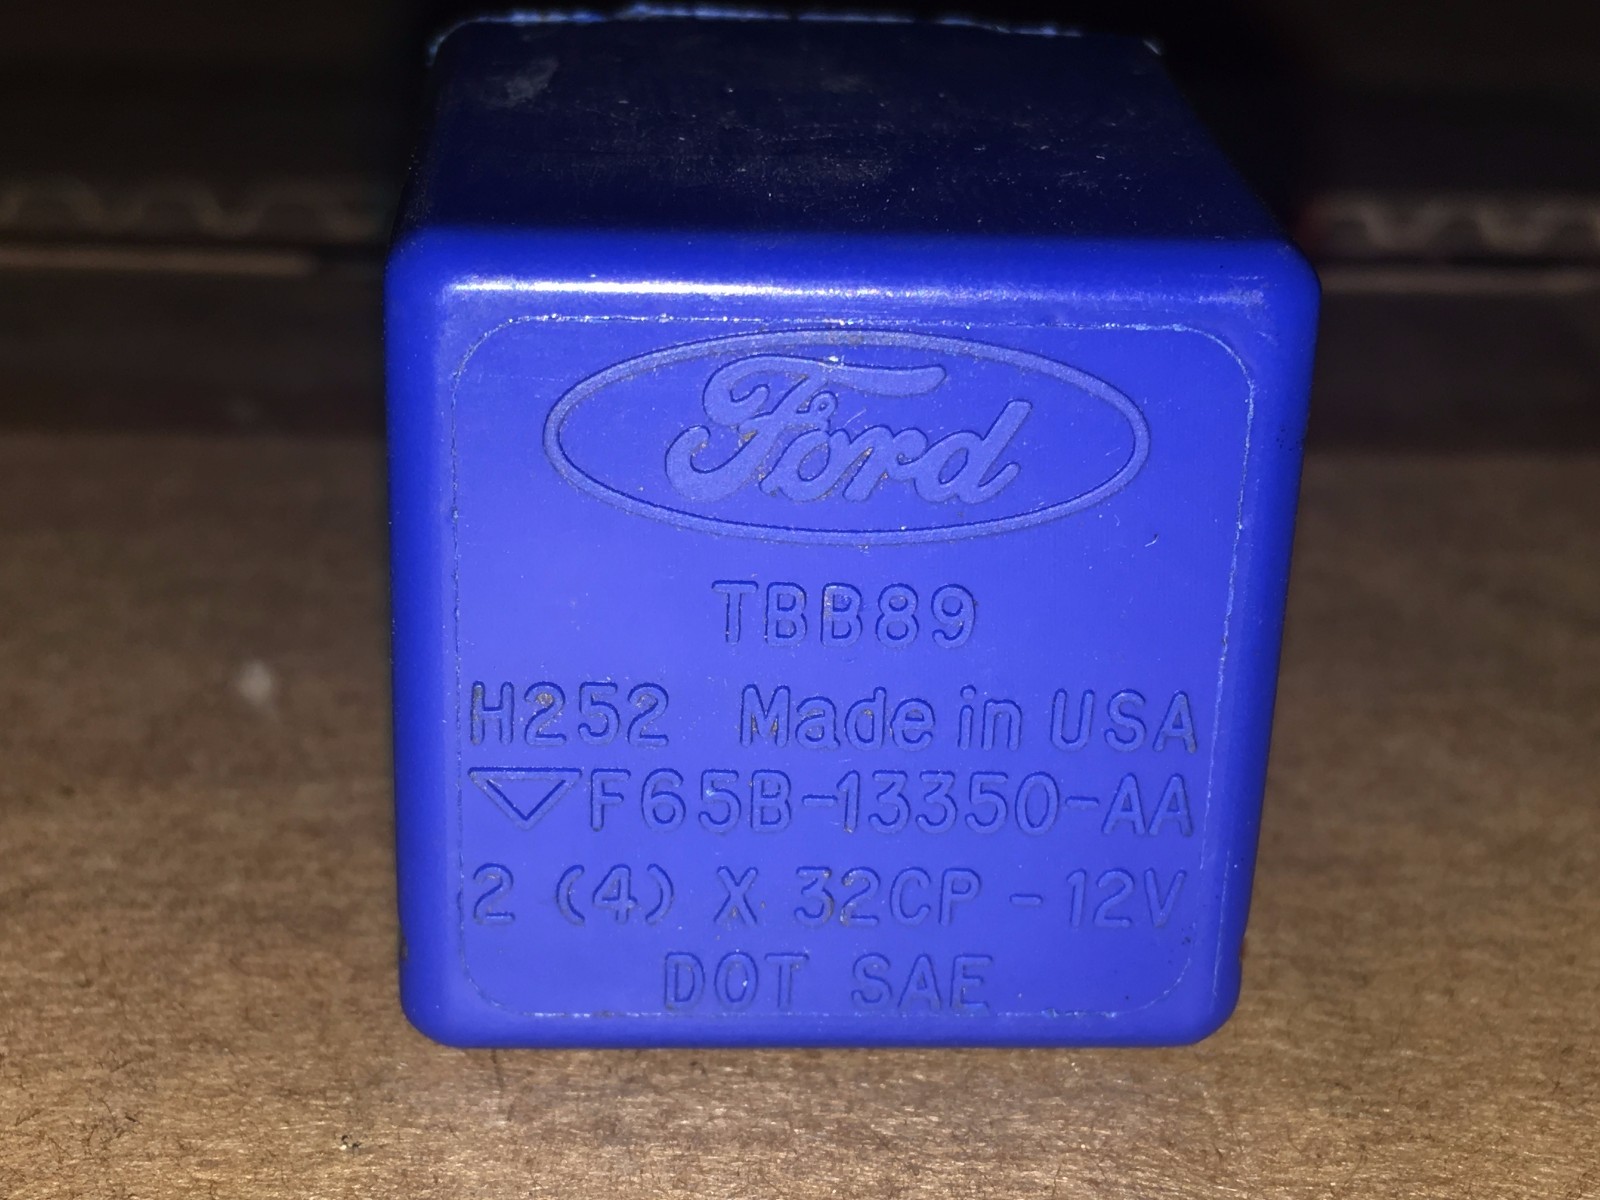 Ford
TBB89
H252 Made in USA
▽F65B-13350-AA
2 (4) X 32CP - 12V
DOT SAE